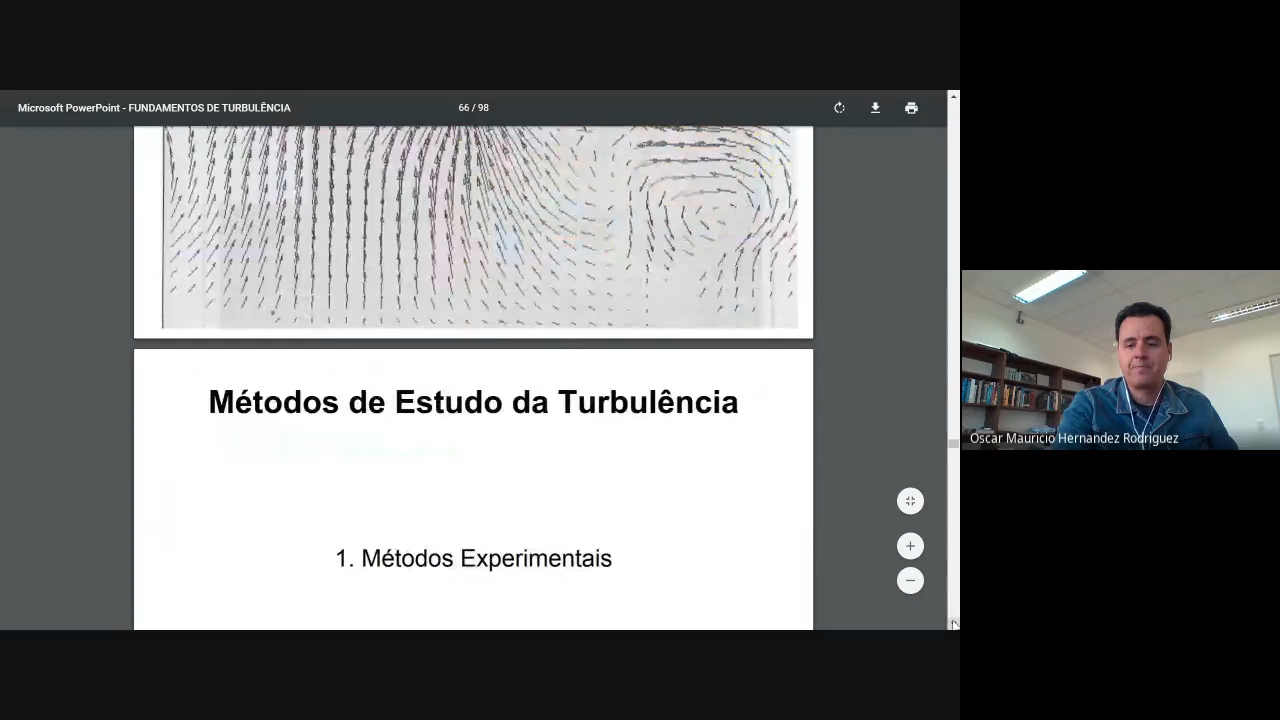 Microsoft PowerPoint - FUNDAMENTOS DE TURBULÊNCIA
66 / 98
Métodos de Estudo da Turbulência
1. Métodos Experimentais
Oscar Mauricio Hernandez Rodriguez